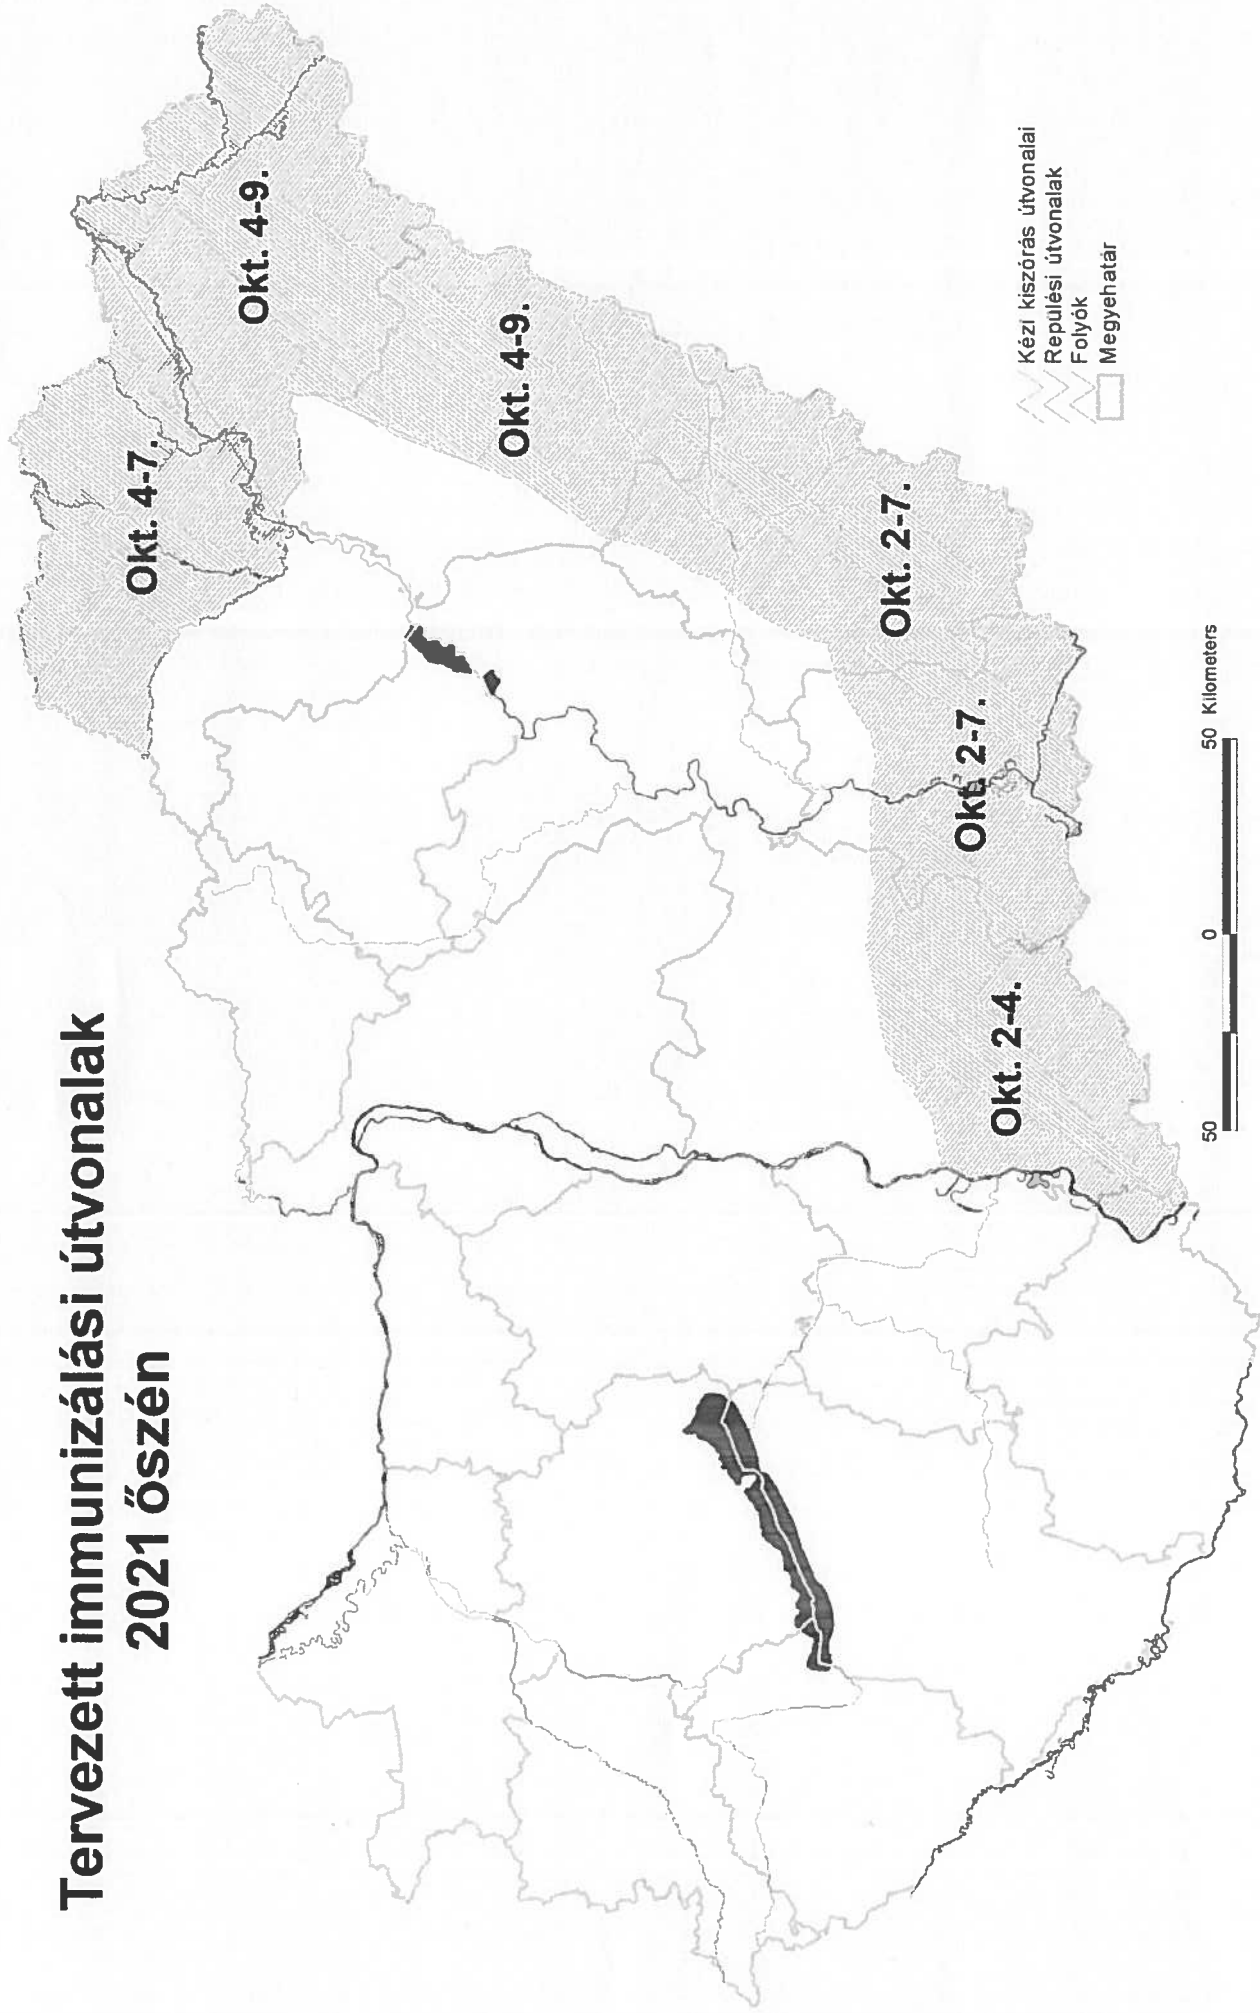 Tervezett immunizálási útvonalak
2021 őszén
Okt. 4-7.
Okt. 4-9.
Okt. 4-9.
Okt. 2-7.
Okt. 2-7.
Okt. 2-4.
Kézi kiszórás útvonalai
Repülési útvonalak
Folyók
Megyehatár
50 0 50 Kilometers